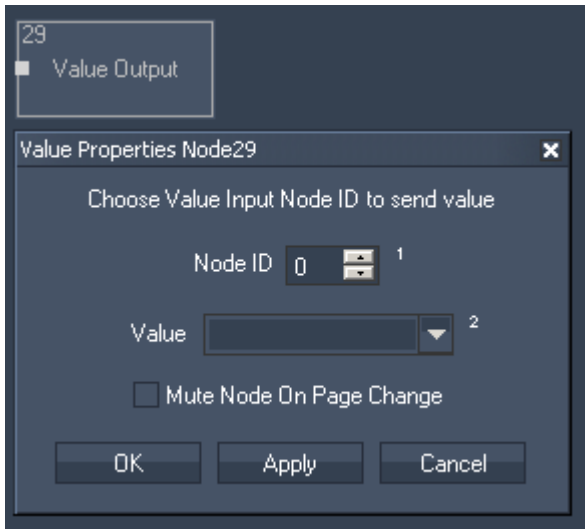 29
Value Output
Value Properties Node29
Choose Value Input Node ID to send value
Node ID 0 1
Value 2
Mute Node On Page Change
OK Apply Cancel